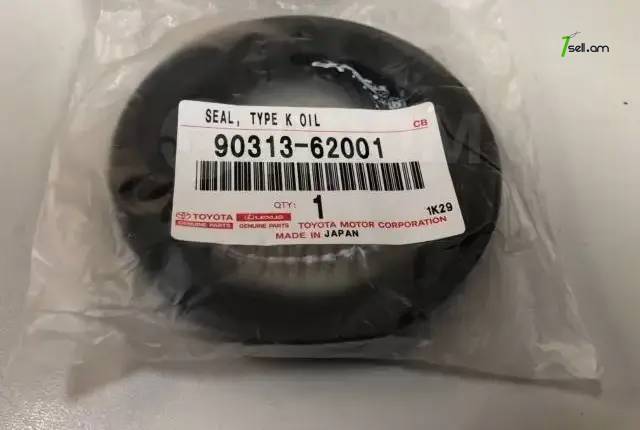 1sell.am
SEAL, TYPE K OIL
CB
90313-62001
QTY: 1
1K29
TOYOTA LEXUS TOYOTA MOTOR CORPORATION
GENUINE PARTS GENUINE PARTS
MADE IN JAPAN